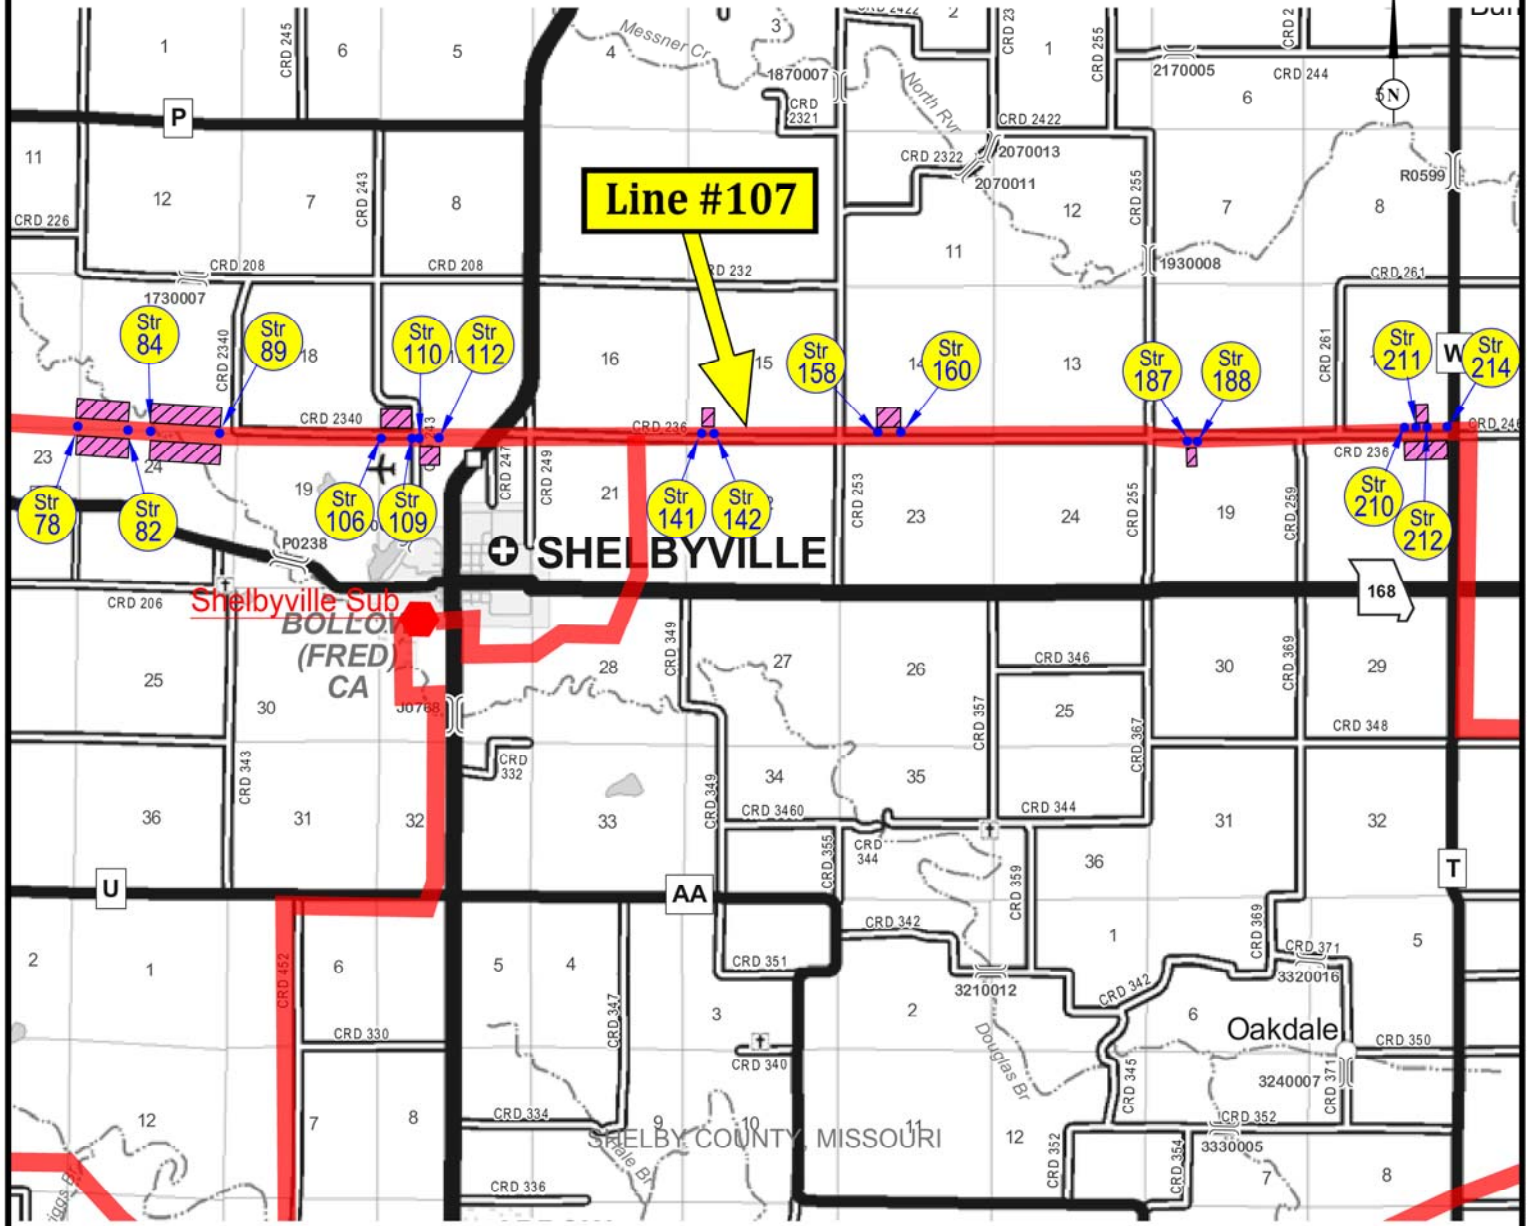 CRD 2422
2
3
CRD 245
1
6
5
4
Messner Cr
CRD 23
1
CRD 255
2170005
CRD 244
6
5
N
1870007
CRD
2321
North Rvr
CRD 2422
P
11
12
7
CRD 243
8
CRD 2322
2070013
2070011
CRD 255
R0599
CRD 226
Line #107
12
7
8
11
CRD 208
CRD 208
1730007
CRD 232
1930008
CRD 261
Str
84
CRD 2340
Str
89
18
Str
110
Str
112
16
15
Str
158
14
Str
160
13
Str
187
Str
188
CRD 261
Str
211
W
Str
214
CRD 2340
CRD 236
CRD 246
CRD 236
23
24
Str
78
Str
82
19
Str
106
Str
109
CRD 247
CRD 249
21
Str
141
Str
142
CRD 253
23
24
CRD 255
19
CRD 259
Str
210
Str
212
P0238
SHELBYVILLE
168
CRD 206
Shelbyville Sub
(FRED)
CA
25
30
J0768
28
CRD 349
27
26
CRD 346
30
CRD 369
29
CRD 357
25
CRD 367
CRD 348
CRD
332
CRD 343
34
35
CRD 349
36
31
32
33
CRD 3460
CRD 344
31
32
CRD
344
CRD 355
36
CRD 359
T
U
AA
CRD 342
1
CRD 369
CRD 371
5
2
1
CRD 452
6
5
4
CRD 351
3320016
3210012
CRD 342
CRD 347
3
2
6
Oakdale
CRD 330
CRD 340
Douglas Br
CRD 350
3240007
CRD 371
CRD 345
12
7
8
CRD 334
9
10
11
12
CRD 352
3330005
SHELBY COUNTY, MISSOURI
CRD 352
CRD 354
7
8
CRD 336